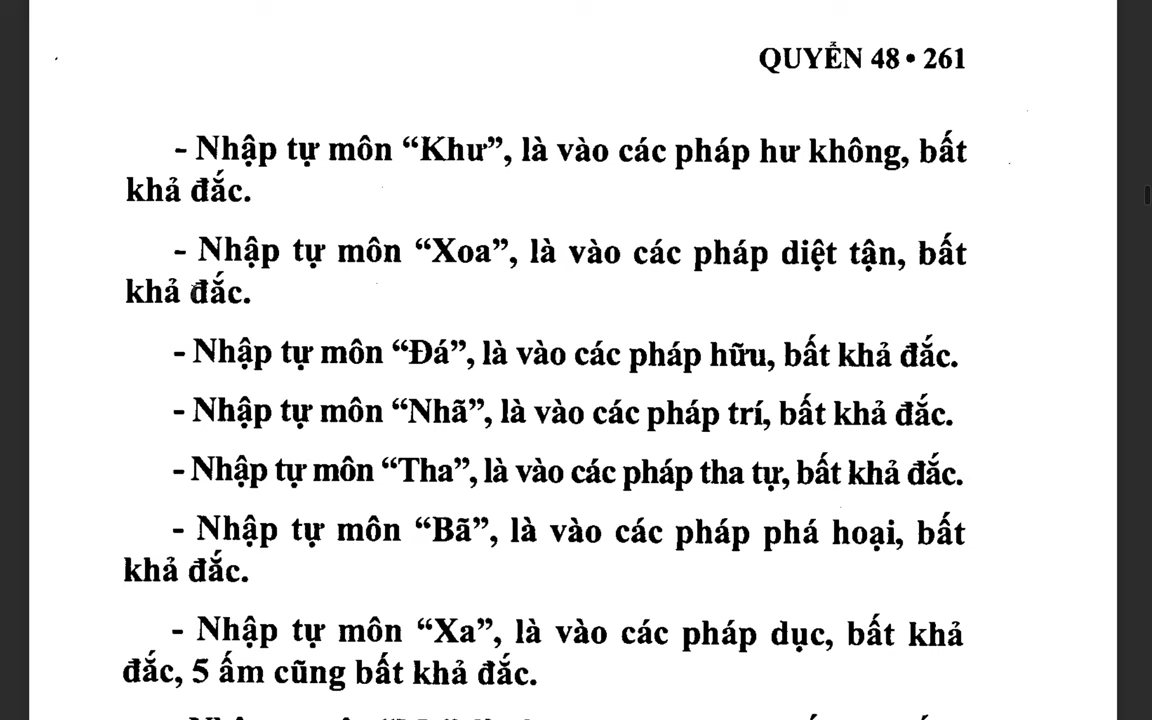 QUYỂN 48 • 261
- Nhập tự môn “Khư”, là vào các pháp hư không, bất
khả đắc.
- Nhập tự môn “Xoa”, là vào các pháp diệt tận, bất
khả đắc.
- Nhập tự môn “Đá”, là vào các pháp hữu, bất khả đắc.
- Nhập tự môn “Nhã”, là vào các pháp trí, bất khả đắc.
- Nhập tự môn “Tha”, là vào các pháp tha tự, bất khả đắc.
- Nhập tự môn “Bã”, là vào các pháp phá hoại, bất
khả đắc.
- Nhập tự môn “Xa”, là vào các pháp dục, bất khả
đắc, 5 ấm cũng bất khả đắc.